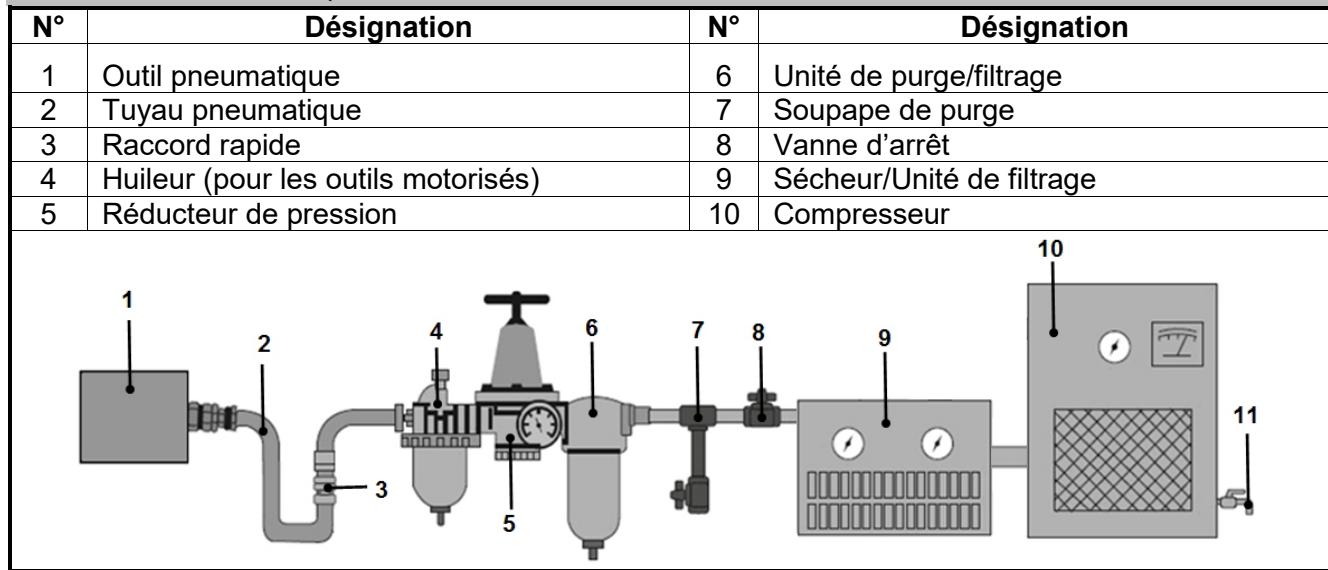 N° Désignation N° Désignation
1 Outil pneumatique 6 Unité de purge/filtrage
2 Tuyau pneumatique 7 Soupape de purge
3 Raccord rapide 8 Vanne d’arrêt
4 Huileur (pour les outils motorisés) 9 Sécheur/Unité de filtrage
5 Réducteur de pression 10 Compresseur
10
1
2
4
6
7
8
9
11
3
5